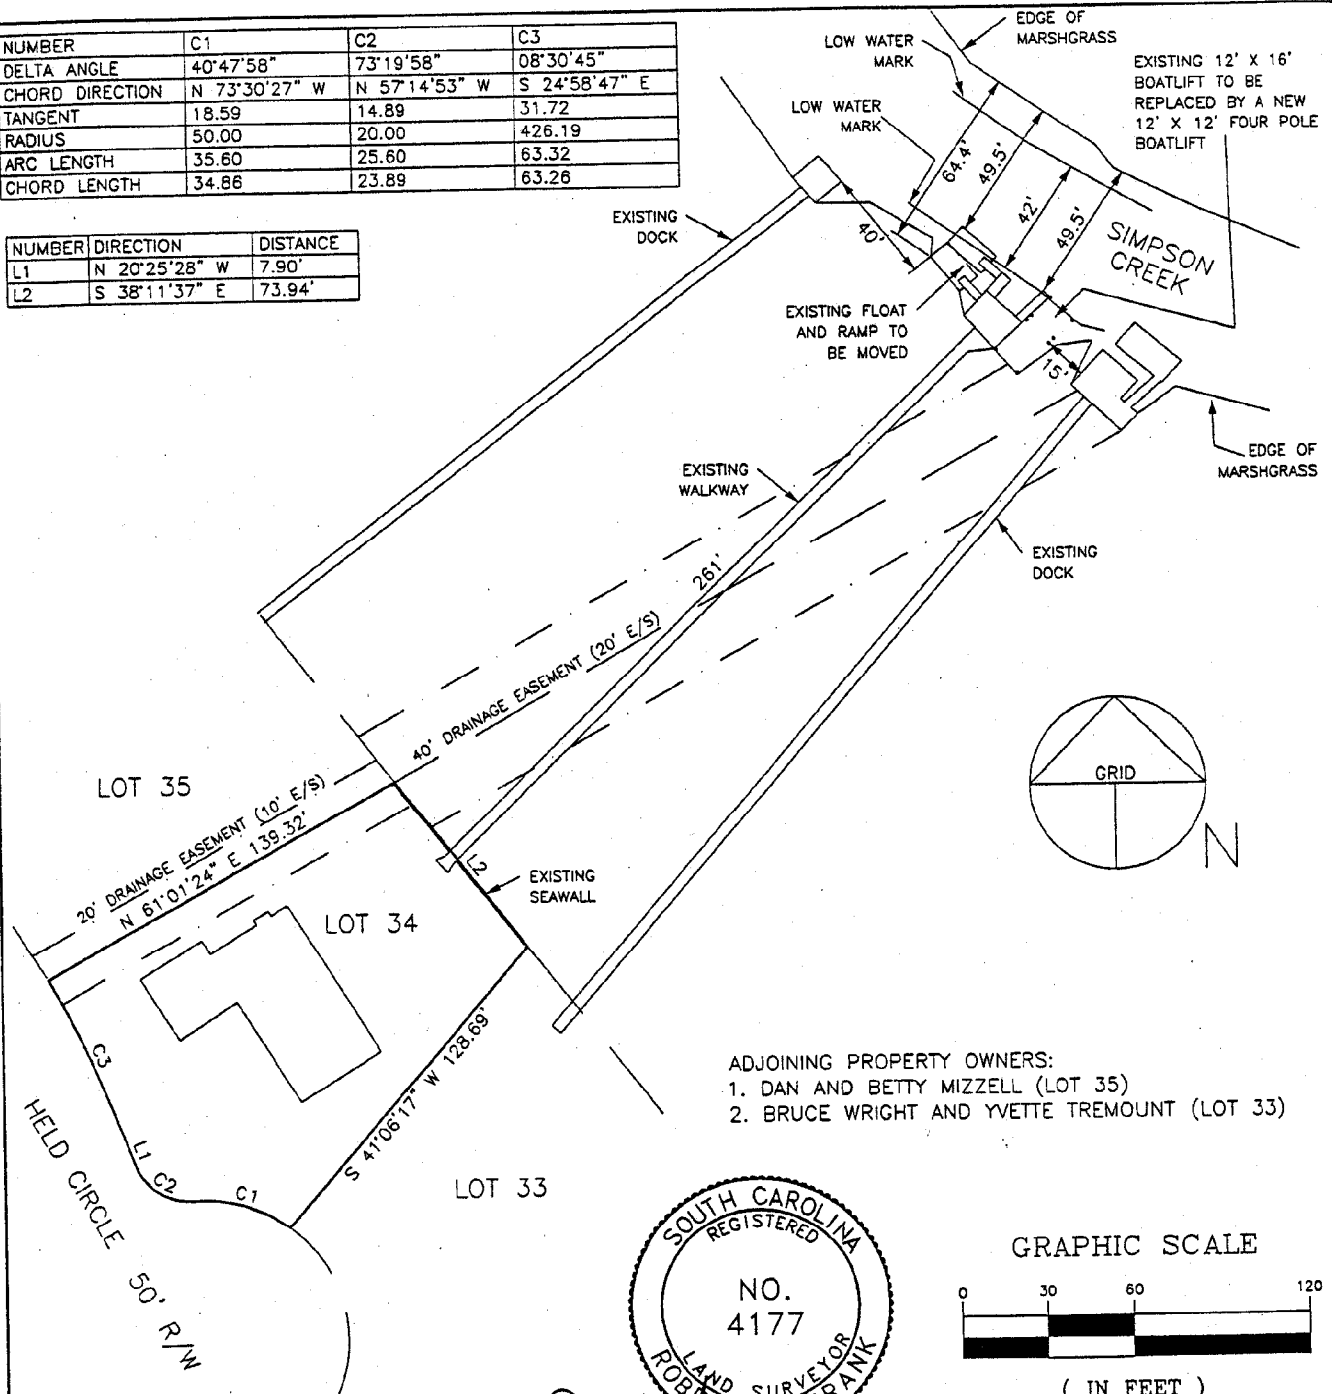 NUMBER C1 C2 C3
DELTA ANGLE 40°47'58" 73°19'58" 08°30'45"
CHORD DIRECTION N 73°30'27" W N 57°14'53" W S 24°58'47" E
TANGENT 18.59 14.89 31.72
RADIUS 50.00 20.00 426.19
ARC LENGTH 35.60 25.60 63.32
CHORD LENGTH 34.86 23.89 63.26
NUMBER DIRECTION DISTANCE
L1 N 20°25'28" W 7.90'
L2 S 38°11'37" E 73.94'
EDGE OF
MARSHGRASS
LOW WATER
MARK
LOW WATER
MARK
EXISTING 12' X 16'
BOATLIFT TO BE
REPLACED BY A NEW
12' X 12' FOUR POLE
BOATLIFT
64.4'
49.5'
42'
49.5'
40'
SIMPSON
CREEK
EXISTING
DOCK
EXISTING FLOAT
AND RAMP TO
BE MOVED
15'
EDGE OF
MARSHGRASS
EXISTING
WALKWAY
EXISTING
DOCK
261'
40' DRAINAGE EASEMENT (20' E/S)
LOT 35
20' DRAINAGE EASEMENT (10' E/S)
N 61°01'24" E 139.32'
GRID
N
L2
EXISTING
SEAWALL
LOT 34
S 41°06'17" W 128.69'
C3
L1
C2
C1
HELD CIRCLE 50' R/W
LOT 33
ADJOINING PROPERTY OWNERS:
1. DAN AND BETTY MIZZELL (LOT 35)
2. BRUCE WRIGHT AND YVETTE TREMOUNT (LOT 33)
SOUTH CAROLINA
REGISTERED
NO.
4177
LAND SURVEYOR
GRAPHIC SCALE
0 30 60 120
( IN FEET )